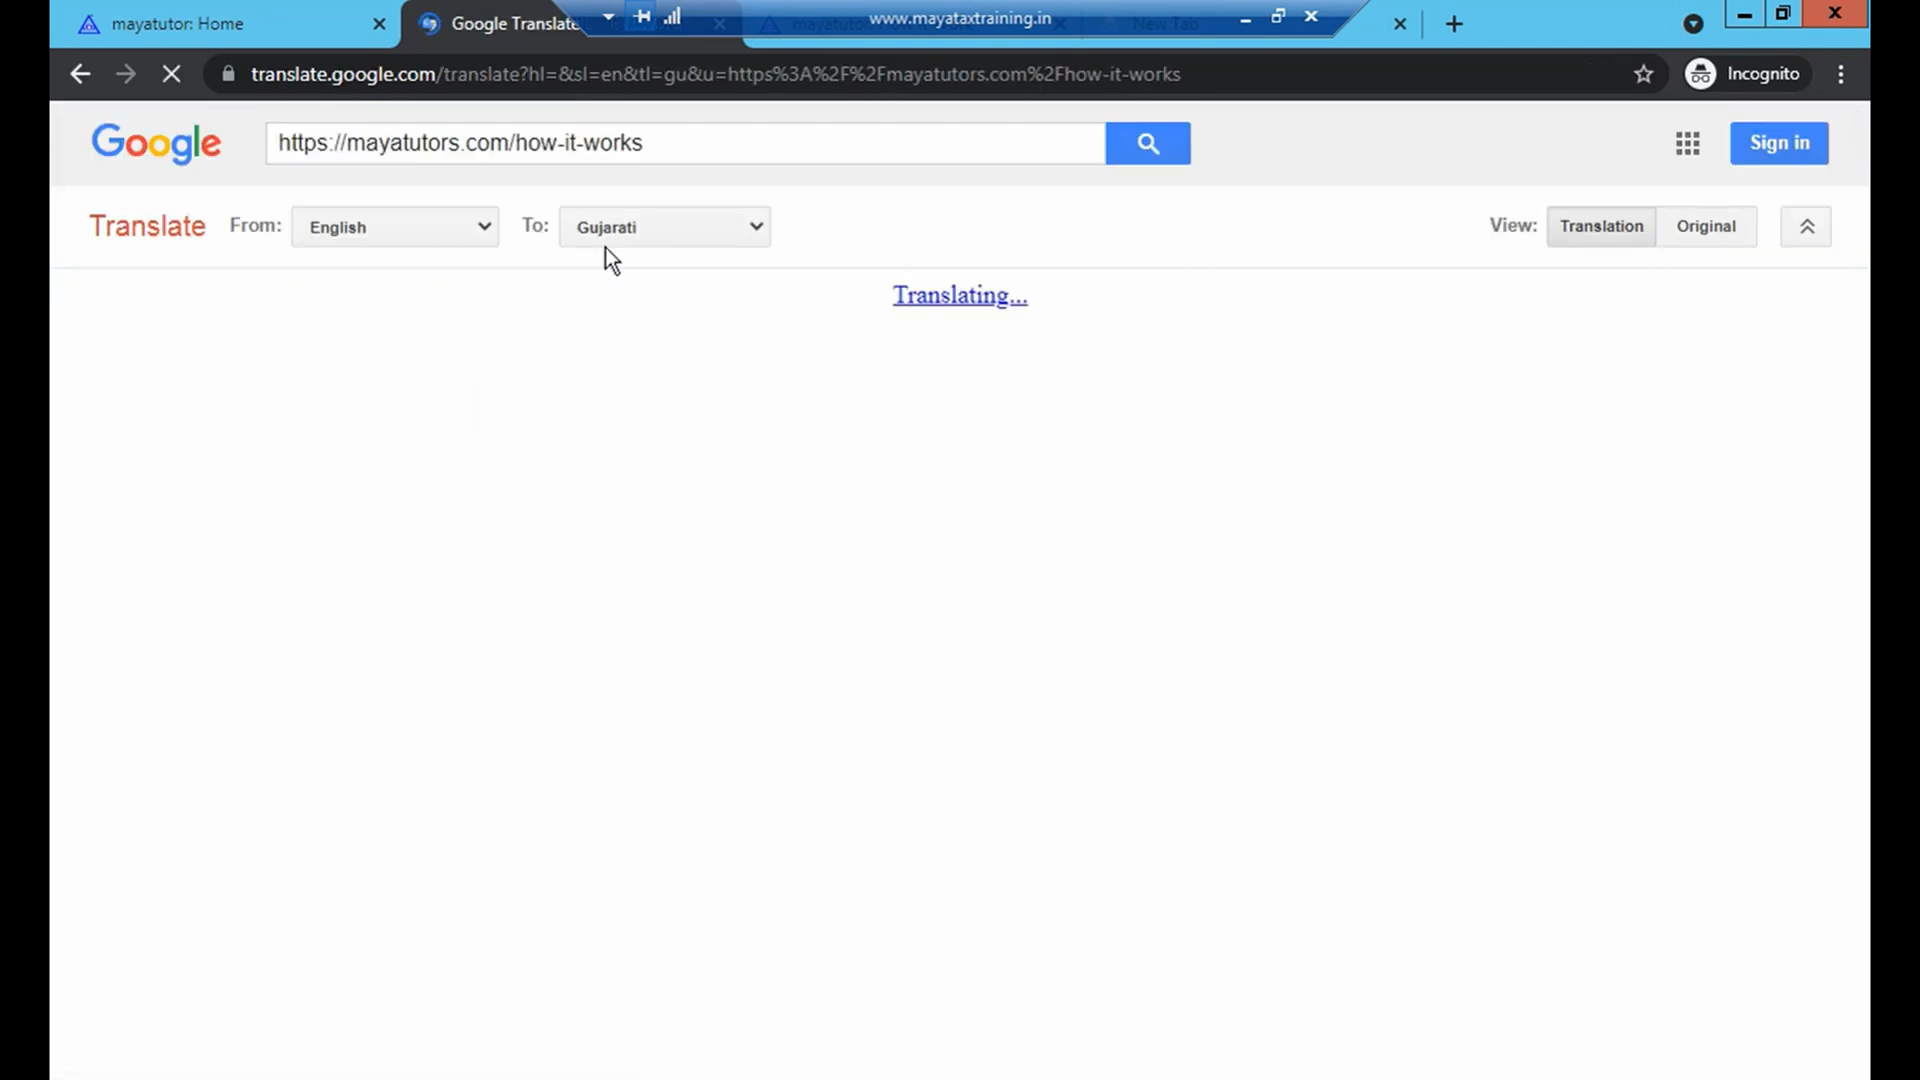 mayatutor: Home
Google Translate
www.mayataxtraining.in
New Tab
translate.google.com/translate?hl=&sl=en&tl=gu&u=https%3A%2F%2Fmayatutors.com%2Fhow-it-works
Incognito
Google
https://mayatutors.com/how-it-works
Sign in
Translate From: English To: Gujarati View: Translation Original
Translating...